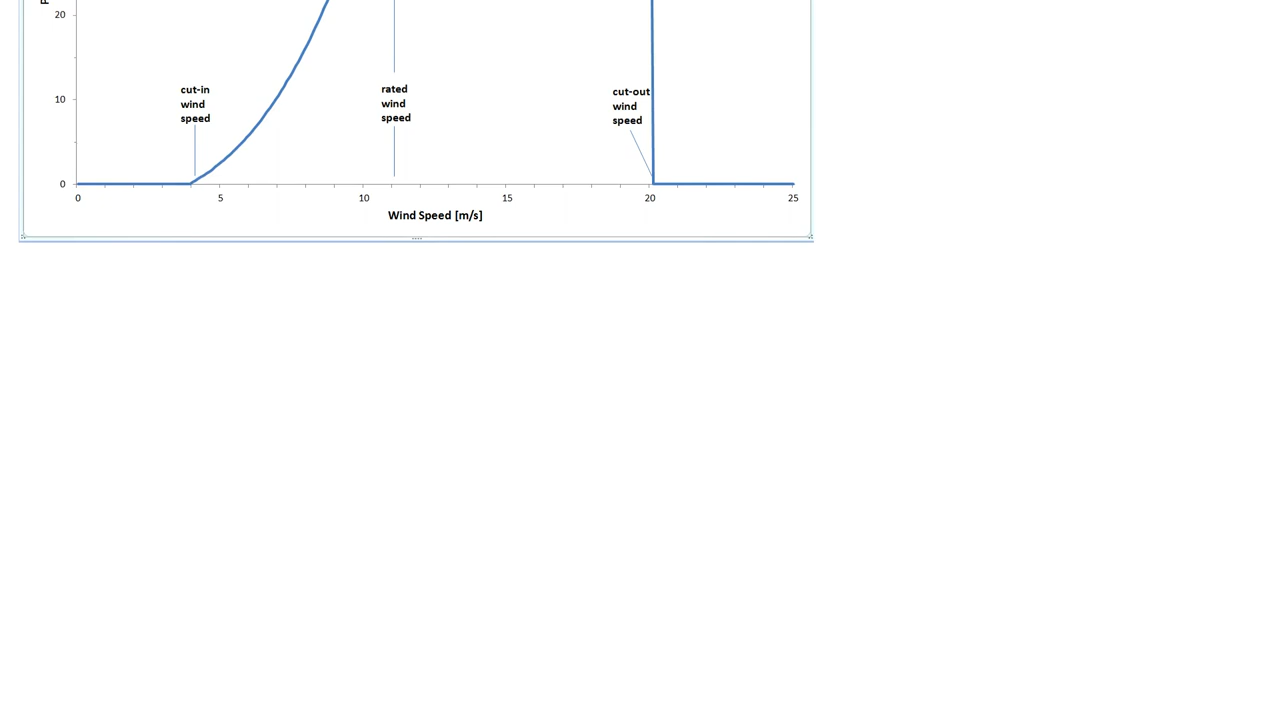 20
cut-in
wind
speed
rated
wind
speed
cut-out
wind
speed
10
0
0 5 10 15 20 25
Wind Speed [m/s]